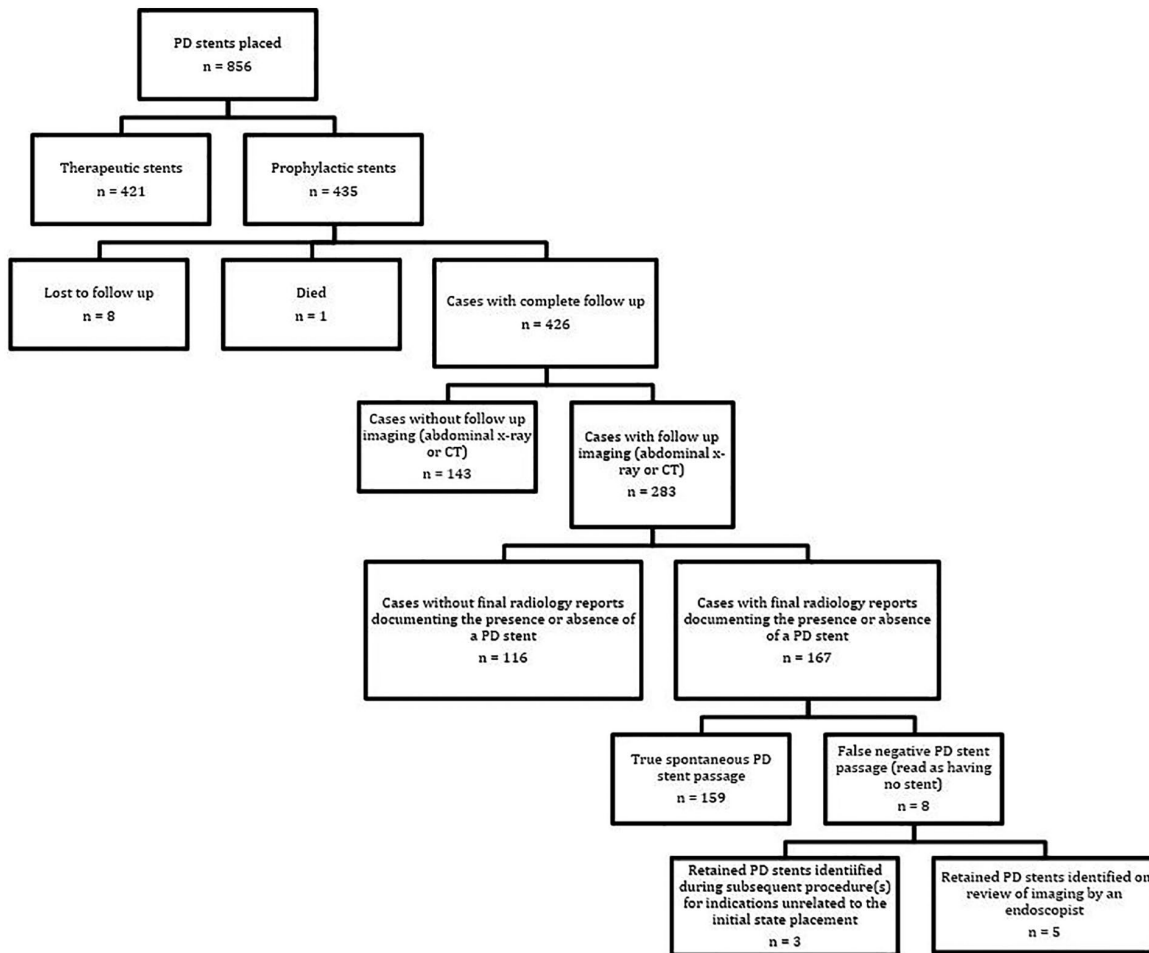 PD stents placed
n = 856
Therapeutic stents
n = 421
Prophylactic stents
n = 435
Lost to follow up
n = 8
Died
n = 1
Cases with complete follow up
n = 426
Cases without follow up
imaging (abdominal x-ray
or CT)
n = 143
Cases with follow up
imaging (abdominal x-
ray or CT)
n = 283
Cases without final radiology reports
documenting the presence or absence of
a PD stent
n = 116
Cases with final radiology reports
documenting the presence or absence
of a PD stent
n = 167
True spontaneous PD
stent passage
n = 159
False negative PD stent
passage (read as having
no stent)
n = 8
Retained PD stents identiified
during subsequent procedure(s)
for indications unrelated to the
initial state placement
n = 3
Retained PD stents identified on
review of imaging by an
endoscopist
n = 5